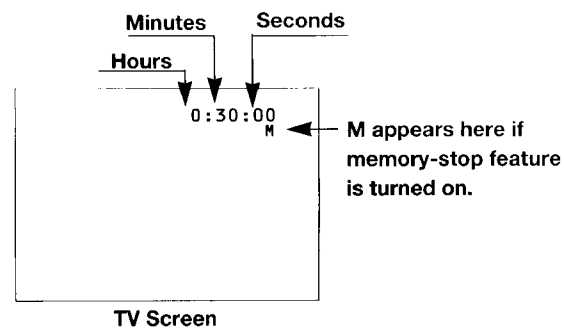 Minutes
Seconds
Hours
0:30:00
M
M appears here if
memory-stop feature
is turned on.
TV Screen